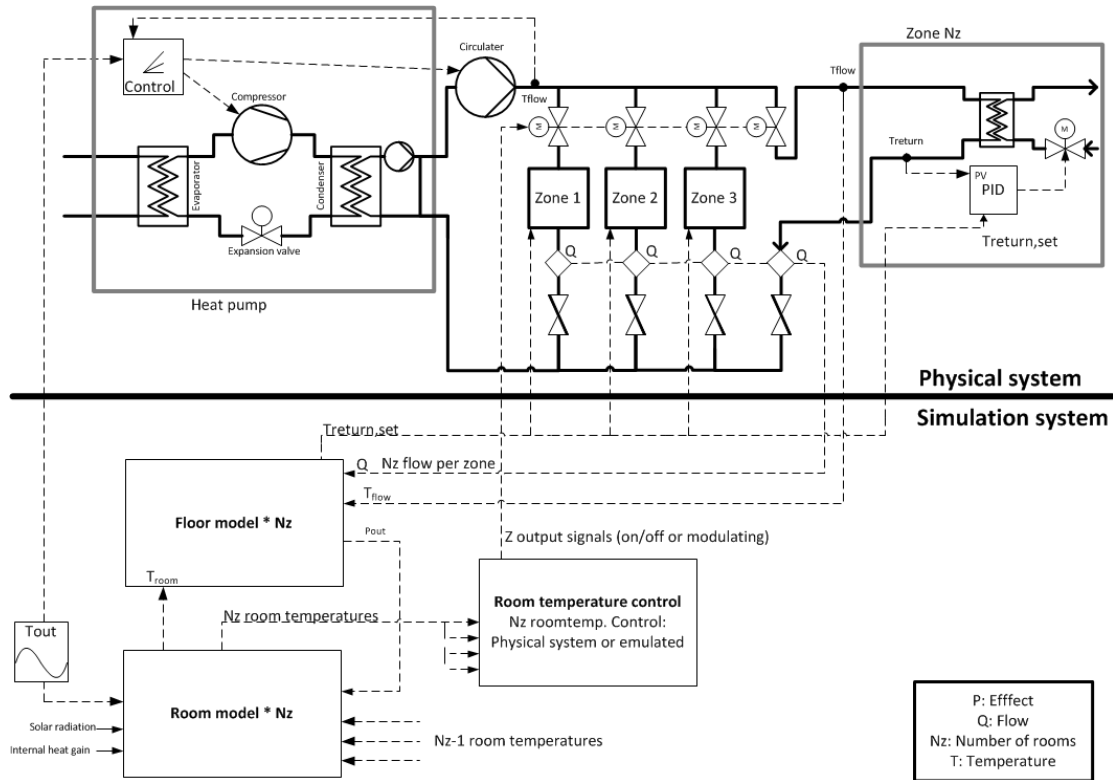 Zone Nz
Circulater
Control
Compressor
Tflow
Tflow
M
M
M
M
M
Treturn
Evaporator
Condenser
PV
PID
Zone 1
Zone 2
Zone 3
Treturn,set
Expansion valve
Q
Q
Q
Q
Heat pump
Physical system
Simulation system
Treturn,set
Q
Nz flow per zone
Tflow
Floor model * Nz
Pout
Z output signals (on/off or modulating)
Troom
Nz room temperatures
Room temperature control
Nz roomtemp. Control:
Physical system or emulated
Tout
Room model * Nz
Solar radiation
Internal heat gain
Nz-1 room temperatures
P: Efffect
Q: Flow
Nz: Number of rooms
T: Temperature